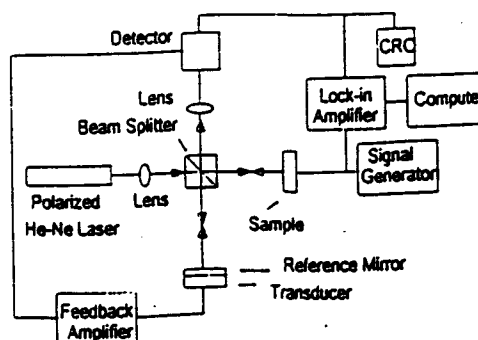 Detector
CRO
Lens
Lock-in
Amplifier
Computer
Beam Splitter
Signal
Generator
Polarized
He-Ne Laser
Lens
Sample
Reference Mirror
Transducer
Feedback
Amplifier